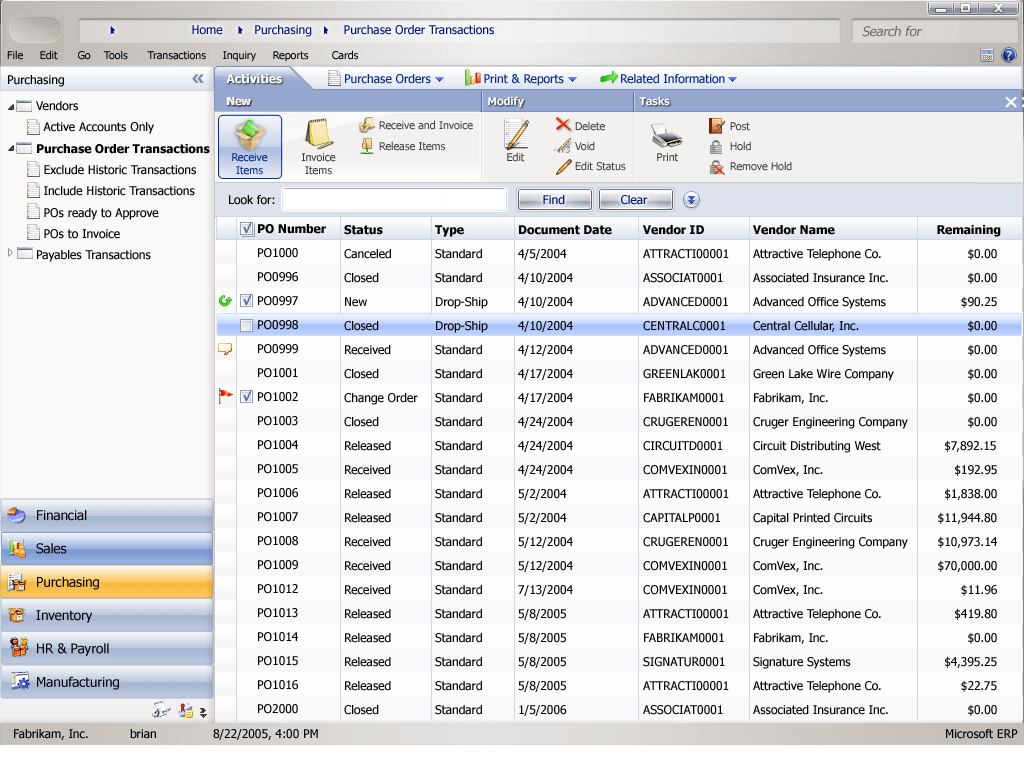 Home Purchasing Purchase Order Transactions Search for
File Edit Go Tools Transactions Inquiry Reports Cards
Purchasing
Vendors
Active Accounts Only
Purchase Order Transactions
Exclude Historic Transactions
Include Historic Transactions
POs ready to Approve
POs to Invoice
Payables Transactions
Financial
Sales
Purchasing
Inventory
HR & Payroll
Manufacturing
Activities Purchase Orders Print & Reports Related Information
New Modify Tasks
Receive Items
Invoice Items
Receive and Invoice
Release Items
Edit
Delete
Void
Edit Status
Print
Post
Hold
Remove Hold
Look for: Find Clear
PO Number Status Type Document Date Vendor ID Vendor Name Remaining
PO1000 Canceled Standard 4/5/2004 ATTRACTI00001 Attractive Telephone Co. $0.00
PO0996 Closed Standard 4/10/2004 ASSOCIAT0001 Associated Insurance Inc. $0.00
PO0997 New Drop-Ship 4/10/2004 ADVANCED0001 Advanced Office Systems $90.25
PO0998 Closed Drop-Ship 4/10/2004 CENTRALC0001 Central Cellular, Inc. $0.00
PO0999 Received Standard 4/12/2004 ADVANCED0001 Advanced Office Systems $0.00
PO1001 Closed Standard 4/17/2004 GREENLAK0001 Green Lake Wire Company $0.00
PO1002 Change Order Standard 4/17/2004 FABRIKAM0001 Fabrikam, Inc. $0.00
PO1003 Closed Standard 4/24/2004 CRUGEREN0001 Cruger Engineering Company $0.00
PO1004 Released Standard 4/24/2004 CIRCUITD0001 Circuit Distributing West $7,892.15
PO1005 Received Standard 4/24/2004 COMVEXIN0001 ComVex, Inc. $192.95
PO1006 Released Standard 5/2/2004 ATTRACTI00001 Attractive Telephone Co. $1,838.00
PO1007 Released Standard 5/2/2004 CAPITALP0001 Capital Printed Circuits $11,944.80
PO1008 Released Standard 5/12/2004 CRUGEREN0001 Cruger Engineering Company $10,973.14
PO1009 Received Standard 5/12/2004 COMVEXIN0001 ComVex, Inc. $70,000.00
PO1012 Received Standard 7/13/2004 COMVEXIN0001 ComVex, Inc. $11.96
PO1013 Released Standard 5/8/2005 ATTRACTI00001 Attractive Telephone Co. $419.80
PO1014 Released Standard 5/8/2005 FABRIKAM0001 Fabrikam, Inc. $0.00
PO1015 Released Standard 5/8/2005 SIGNATUR0001 Signature Systems $4,395.25
PO1016 Released Standard 5/8/2005 ATTRACTI00001 Attractive Telephone Co. $22.75
PO2000 Closed Standard 1/5/2006 ASSOCIAT0001 Associated Insurance Inc. $0.00
Fabrikam, Inc. brian 8/22/2005, 4:00 PM Microsoft ERP